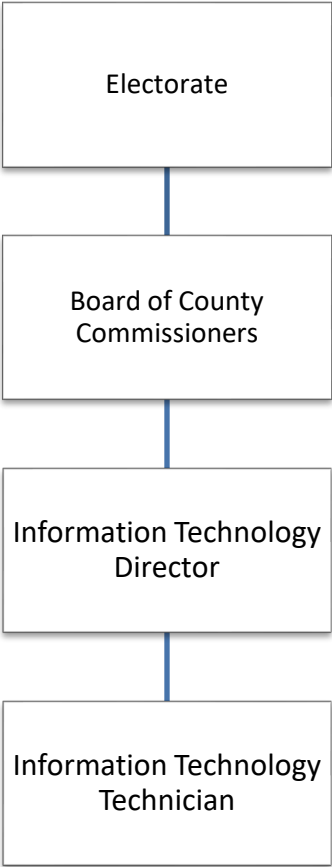 Electorate
Board of County
Commissioners
Information Technology
Director
Information Technology
Technician